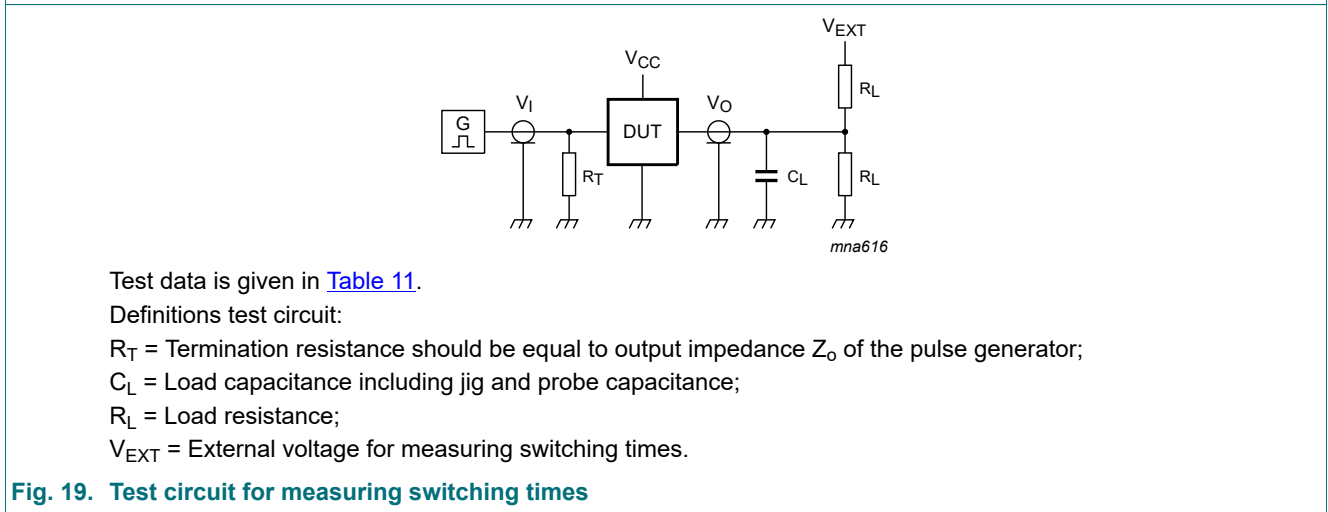 VEXT
VCC
RL
VI
VO
G
DUT
RT
CL
RL
mna616
Test data is given in Table 11.
Definitions test circuit:
RT = Termination resistance should be equal to output impedance Zo of the pulse generator;
CL = Load capacitance including jig and probe capacitance;
RL = Load resistance;
VEXT = External voltage for measuring switching times.
Fig. 19. Test circuit for measuring switching times